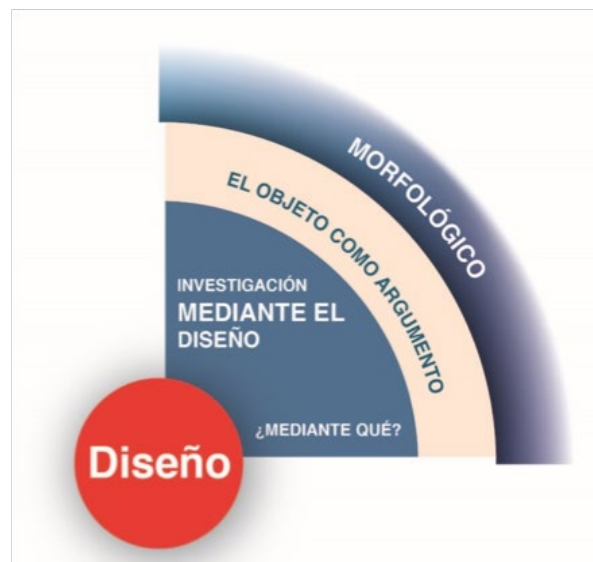 MORFOLÓGICO
EL OBJETO COMO ARGUMENTO
INVESTIGACIÓN
MEDIANTE EL
DISEÑO
¿MEDIANTE QUÉ?
Diseño